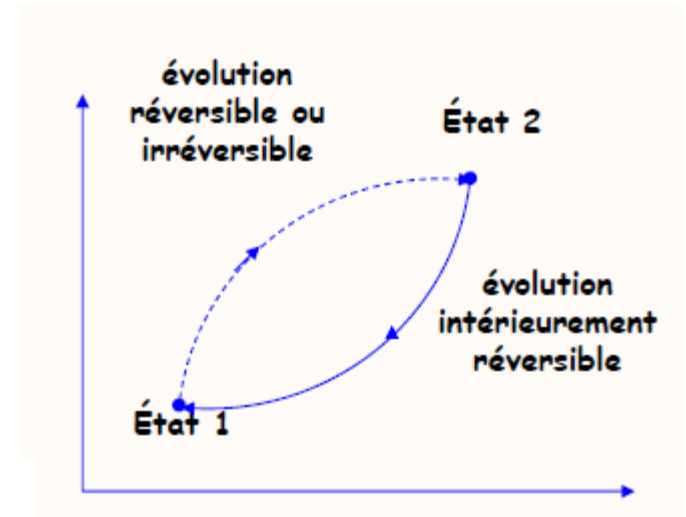 évolution
réversible ou
irréversible
État 2
évolution
intérieurement
réversible
État 1